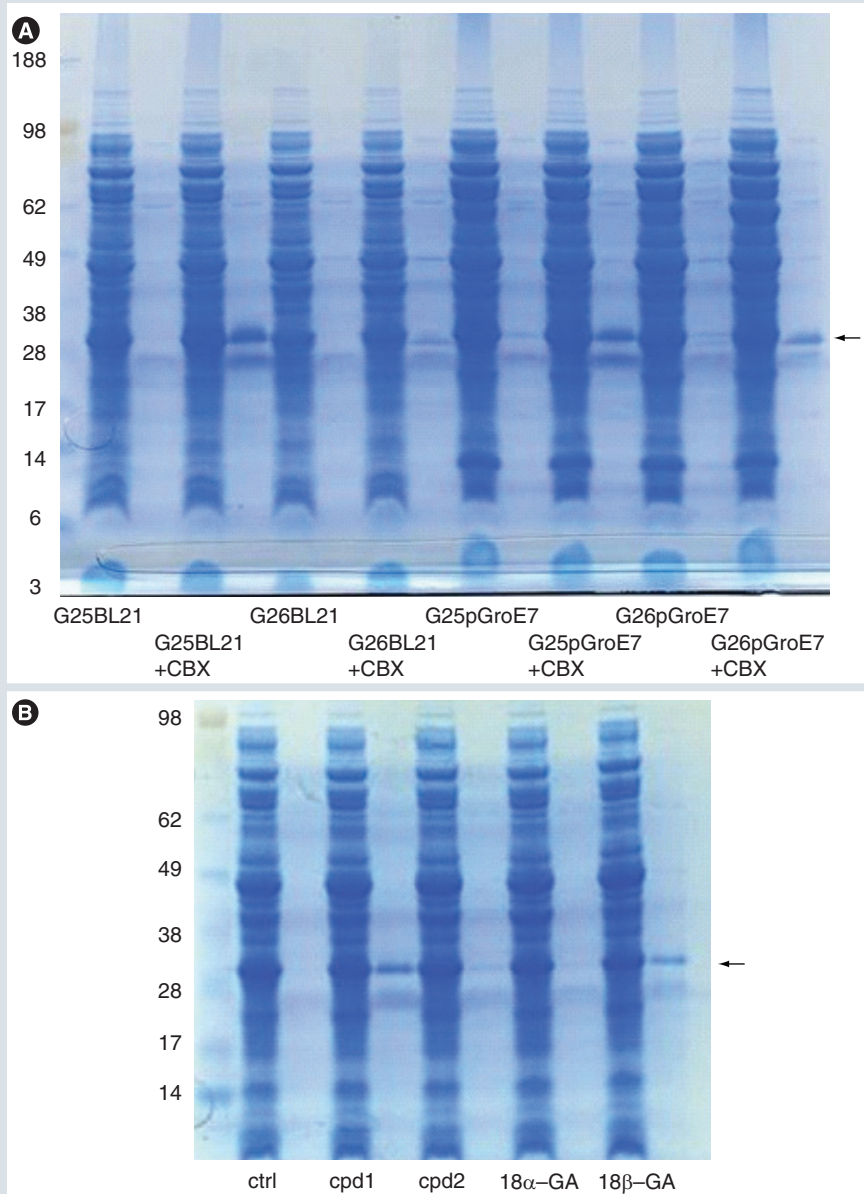 A
188
98
62
49
38
28
17
14
6
3
G25BL21
G25BL21
+CBX
G26BL21
G26BL21
+CBX
G25pGroE7
G25pGroE7
+CBX
G26pGroE7
G26pGroE7
+CBX
B
98
62
49
38
28
17
14
ctrl
cpd1
cpd2
18α–GA
18β–GA